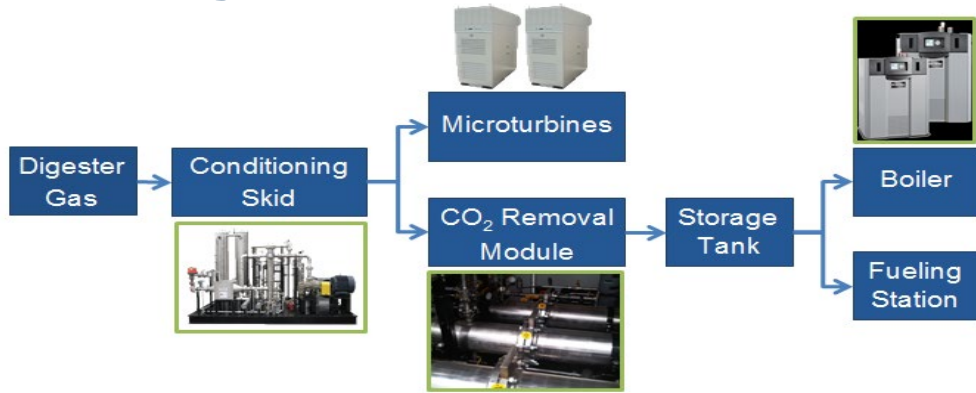 Microturbines
Digester
Gas
Conditioning
Skid
CO₂ Removal
Module
Storage
Tank
Boiler
Fueling
Station